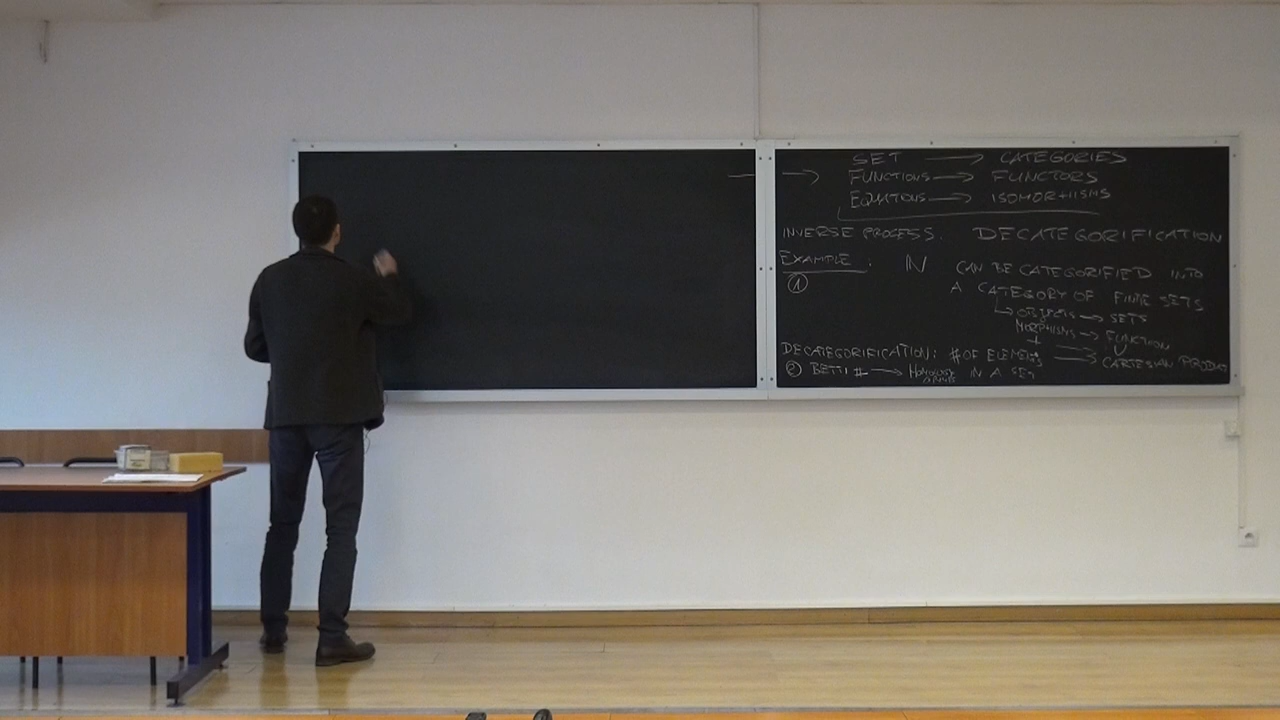 SET → CATEGORIES
FUNCTIONS → FUNCTORS
EQUATIONS → ISOMORPHISMS
INVERSE PROCESS. DECATEGORIFICATION
EXAMPLE: ℕ CAN BE CATEGORIFIED INTO
① A CATEGORY OF FINITE SETS
↳ OBJECTS → SETS
MORPHISMS → FUNCTION
DECATEGORIFICATION: # OF ELEMENTS → CARTESIAN PRODUCT
② BETTI # → HOMOLOGY IN A SET